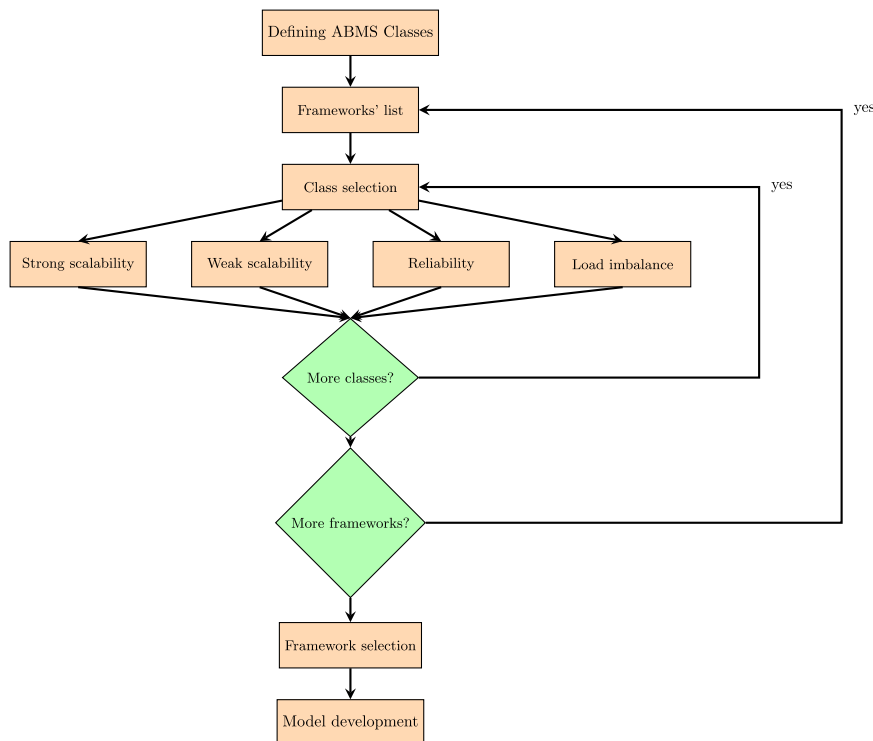 Defining ABMS Classes
Frameworks' list
yes
Class selection
yes
Strong scalability
Weak scalability
Reliability
Load imbalance
More classes?
More frameworks?
Framework selection
Model development